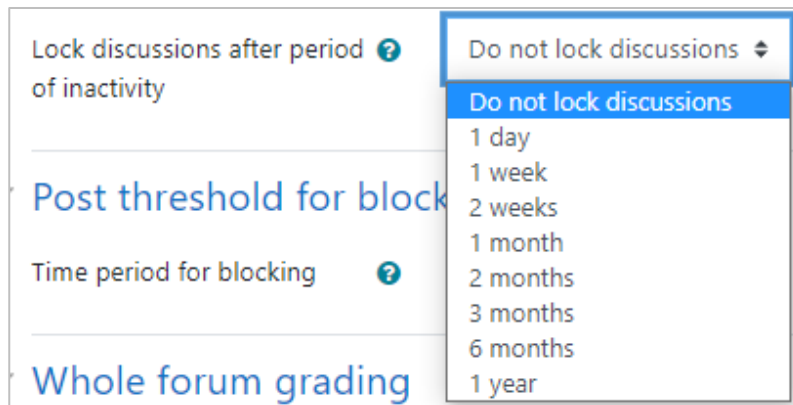 Lock discussions after period
of inactivity
Do not lock discussions
Do not lock discussions
1 day
1 week
2 weeks
1 month
2 months
3 months
6 months
1 year
Post threshold for block
Time period for blocking
Whole forum grading